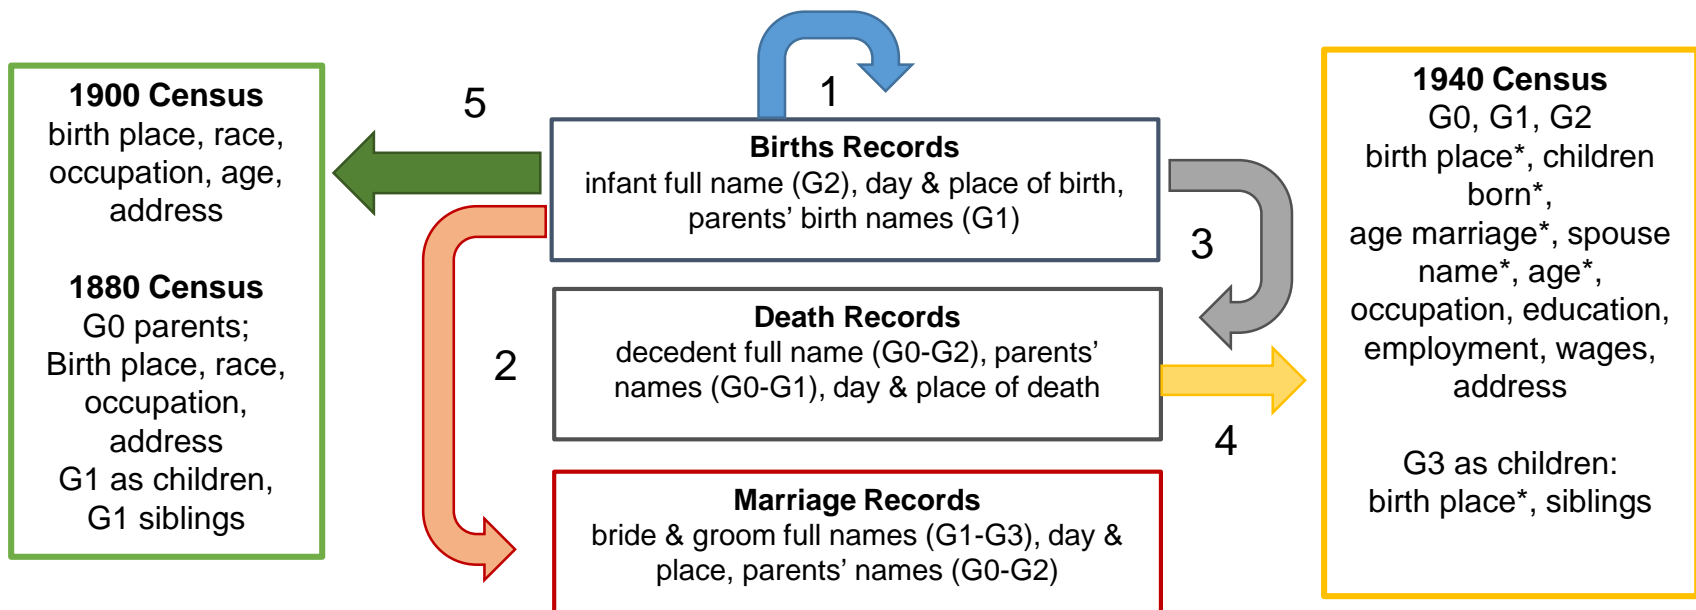 1900 Census
birth place, race,
occupation, age,
address
1880 Census
G0 parents;
Birth place, race,
occupation,
address
G1 as children,
G1 siblings
5
1
2
3
4
Births Records
infant full name (G2), day & place of birth,
parents’ birth names (G1)
Death Records
decedent full name (G0-G2), parents’
names (G0-G1), day & place of death
Marriage Records
bride & groom full names (G1-G3), day &
place, parents’ names (G0-G2)
1940 Census
G0, G1, G2
birth place*, children
born*,
age marriage*, spouse
name*, age*,
occupation, education,
employment, wages,
address
G3 as children:
birth place*, siblings